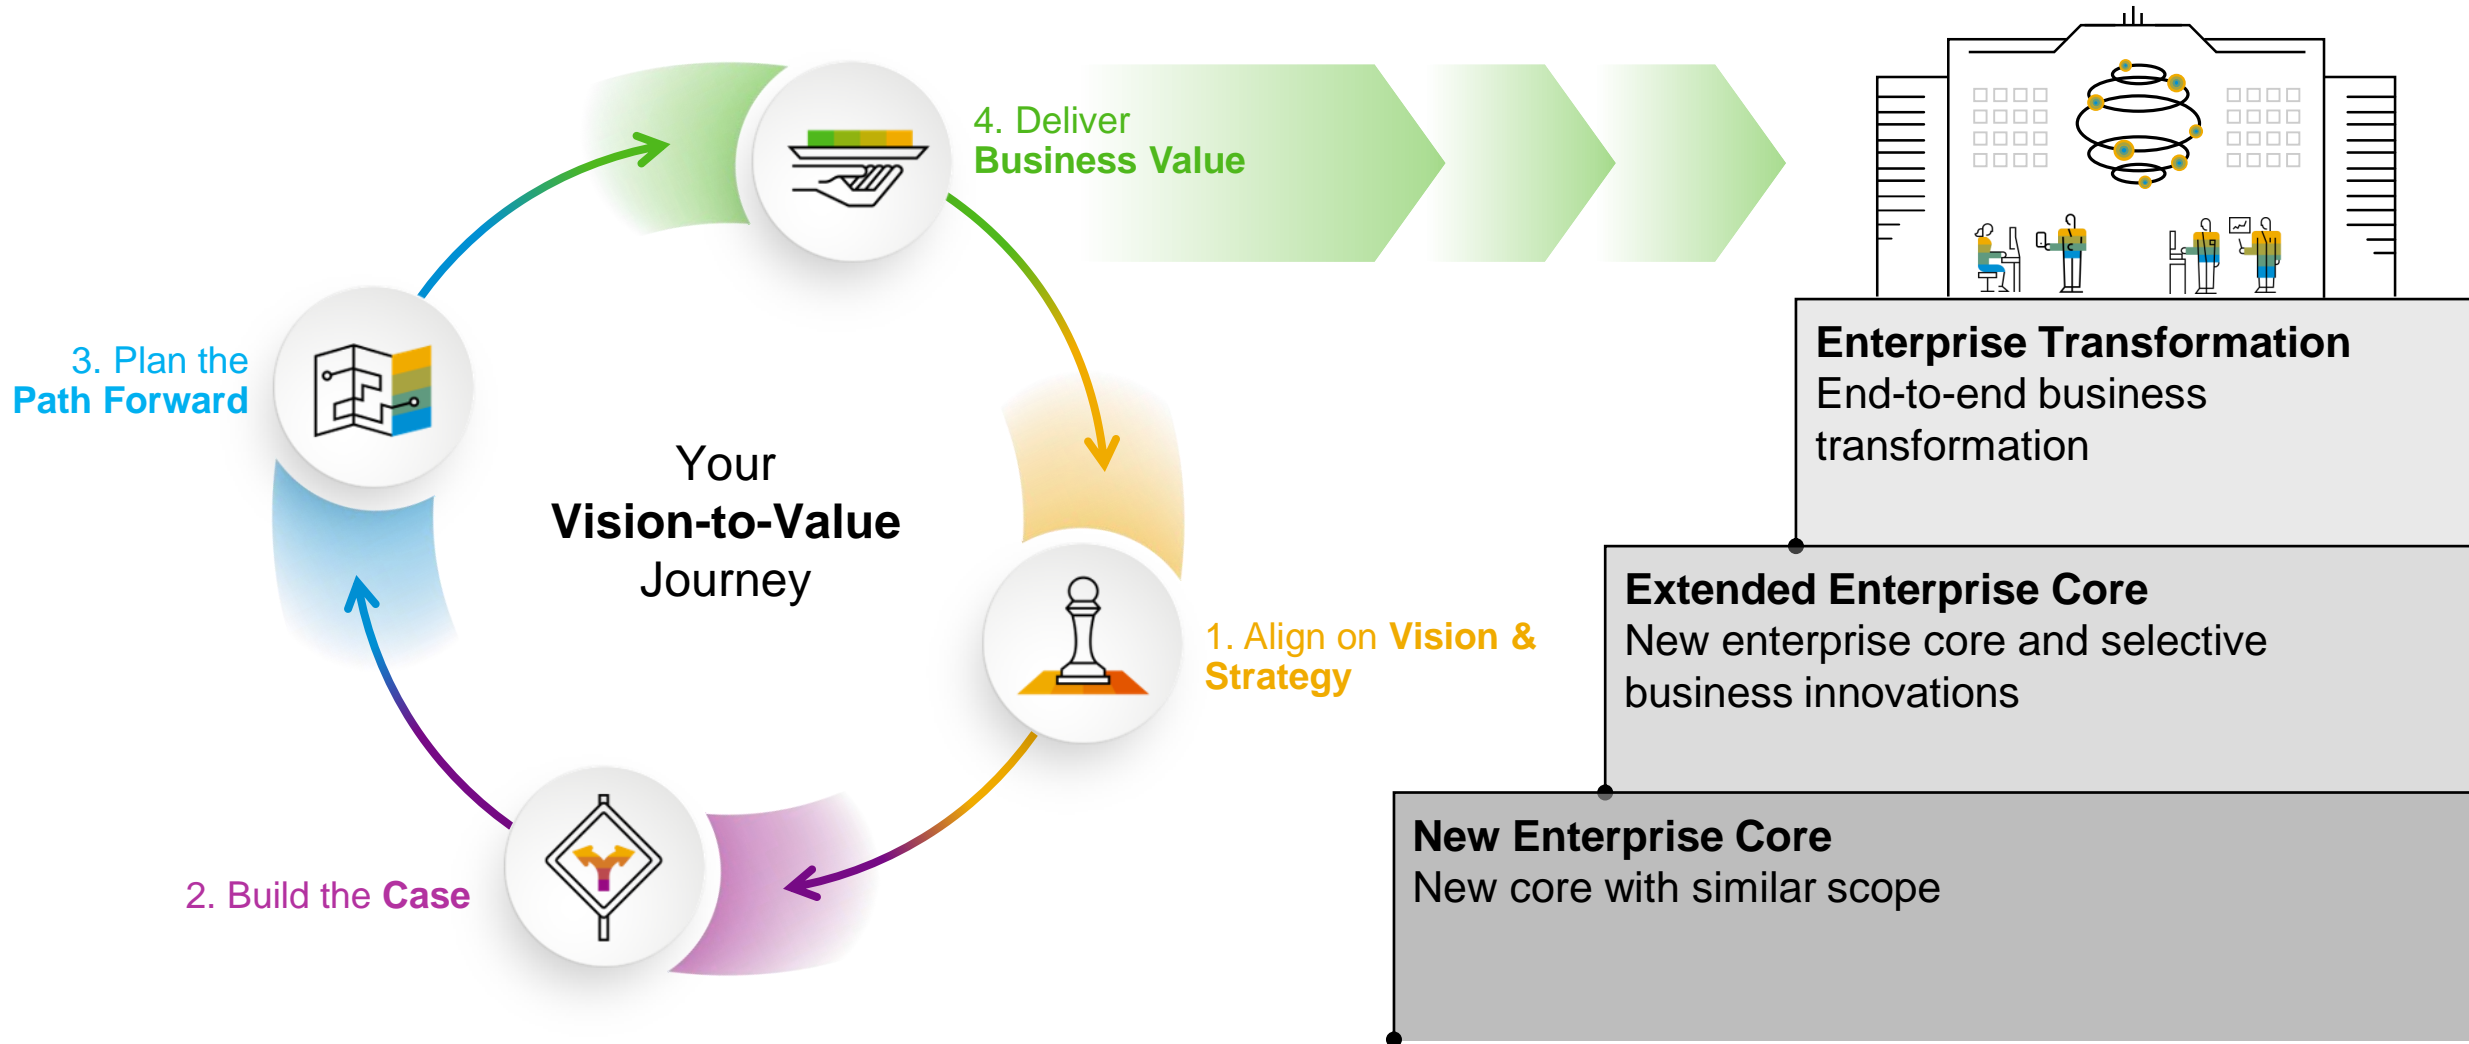 4. Deliver
Business Value
3. Plan the
Path Forward
Your
Vision-to-Value
Journey
1. Align on Vision &
Strategy
2. Build the Case
Enterprise Transformation
End-to-end business
transformation
Extended Enterprise Core
New enterprise core and selective
business innovations
New Enterprise Core
New core with similar scope